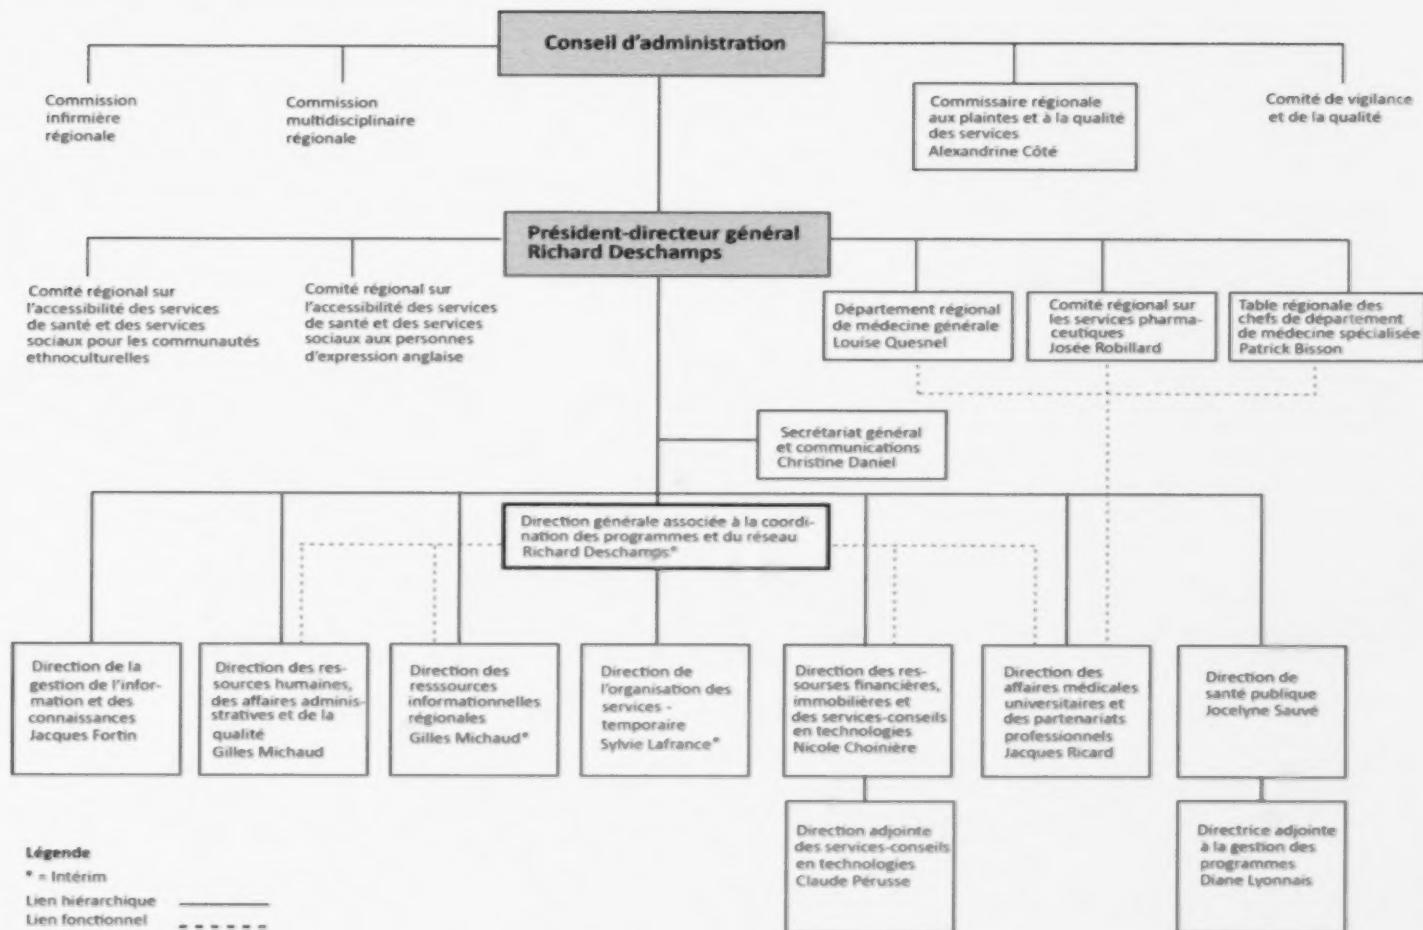 Conseil d'administration
Commission
infirmière
régionale
Commission
multidisciplinaire
régionale
Commissaire régionale
aux plaintes et à la qualité
des services
Alexandrine Côté
Comité de vigilance
et de la qualité
Président-directeur général
Richard Deschamps
Comité régional sur
l'accessibilité des services
de santé et des services
sociaux pour les communautés
ethnoculturelles
Comité régional sur
l'accessibilité des services
de santé et des services
sociaux aux personnes
d'expression anglaise
Département régional
de médecine générale
Louise Quesnel
Comité régional sur
les services pharma-
ceutiques
Josée Robillard
Table régionale des
chefs de département
de médecine spécialisée
Patrick Bisson
Secrétariat général
et communications
Christine Daniel
Direction générale associée à la coordi-
nation des programmes et du réseau
Richard Deschamps*
Direction de la
gestion de l'infor-
mation et des
connaissances
Jacques Fortin
Direction des res-
sources humaines,
des affaires adminis-
stratives et de la
qualité
Gilles Michaud
Direction des
resssources
informationnelles
régionales
Gilles Michaud*
Direction de
l'organisation des
services -
temporaire
Sylvie Lafrance*
Direction des res-
sourses financières,
immobilières et
des services-conseils
en technologies
Nicole Choinière
Direction des
affaires médicales
universitaires et
des partenariats
professionnels
Jacques Ricard
Direction de
santé publique
Jocelyne Sauvé
Direction adjointe
des services-conseils
en technologies
Claude Pérusse
Directrice adjointe
à la gestion des
programmes
Diane Lyonnais
Légende
* = Intérim
Lien hiérarchique
Lien fonctionnel